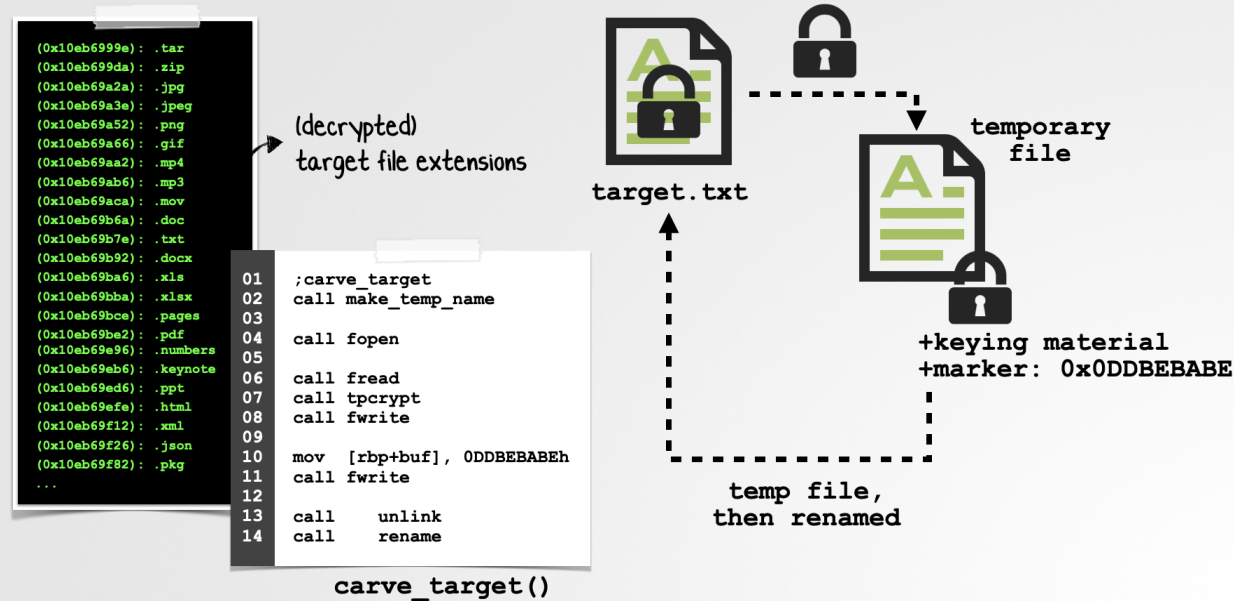 (0x10eb6999e): .tar
(0x10eb699da): .zip
(0x10eb69a2a): .jpg
(0x10eb69a3e): .jpeg
(0x10eb69a52): .png
(0x10eb69a66): .gif
(0x10eb69aa2): .mp4
(0x10eb69ab6): .mp3
(0x10eb69aca): .mov
(0x10eb69b6a): .doc
(0x10eb69b7e): .txt
(0x10eb69b92): .docx
(0x10eb69ba6): .xls
(0x10eb69bba): .xlsx
(0x10eb69bce): .pages
(0x10eb69be2): .pdf
(0x10eb69e96): .numbers
(0x10eb69eb6): .keynote
(0x10eb69ed6): .ppt
(0x10eb69efe): .html
(0x10eb69f12): .xml
(0x10eb69f26): .json
(0x10eb69f82): .pkg
...
(decrypted)
target file extensions
01 ;carve_target
02 call make_temp_name
03
04 call fopen
05
06 call fread
07 call tpcrypt
08 call fwrite
09
10 mov [rbp+buf], 0DDBEBABEh
11 call fwrite
12
13 call unlink
14 call rename
carve_target()
A
target.txt
temporary
file
A
+keying material
+marker: 0x0DDBEBABE
temp file,
then renamed